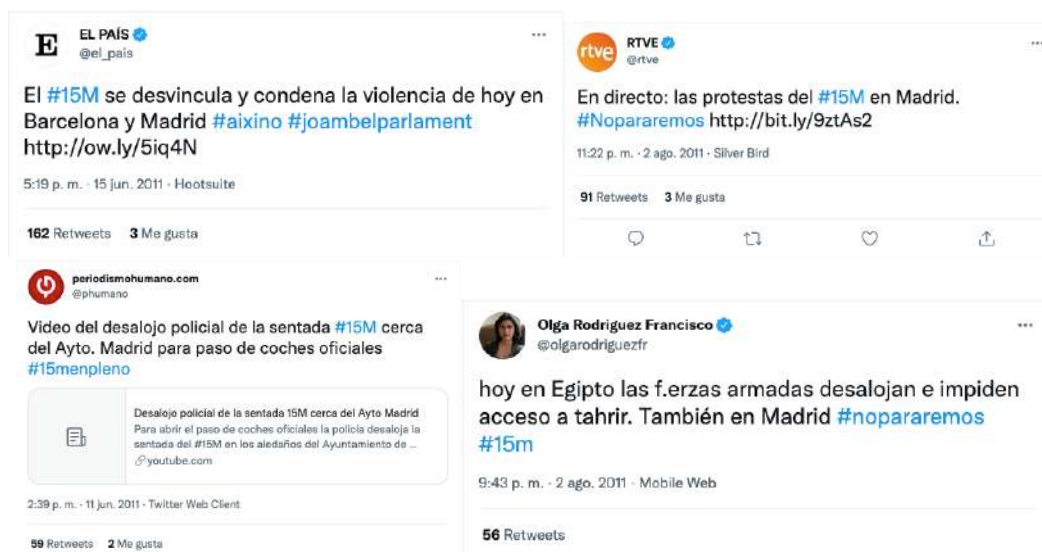 EL PAÍS
@el_pais
El #15M se desvincula y condena la violencia de hoy en
Barcelona y Madrid #aixino #joambelparlament
http://ow.ly/5iq4N
5:19 p. m. · 15 jun. 2011 · Hootsuite
162 Retweets 3 Me gusta
rtve
RTVE
@rtve
En directo: las protestas del #15M en Madrid.
#Nopararemos http://bit.ly/9ztAs2
11:22 p. m. · 2 ago. 2011 · Silver Bird
91 Retweets 3 Me gusta
periodismohumano.com
@phumano
Video del desalojo policial de la sentada #15M cerca
del Ayto. Madrid para paso de coches oficiales
#15menpleno
Desalojo policial de la sentada 15M cerca del Ayto Madrid
Para abrir el paso de coches oficiales la policía desaloja la
sentada del #15M en los aledaños del Ayuntamiento de ...
youtube.com
2:39 p. m. · 11 jun. 2011 · Twitter Web Client
59 Retweets 2 Me gusta
Olga Rodríguez Francisco
@olgarodriguezfr
hoy en Egipto las f.erzas armadas desalojan e impiden
acceso a tahrir. También en Madrid #nopararemos
#15m
9:43 p. m. · 2 ago. 2011 · Mobile Web
56 Retweets